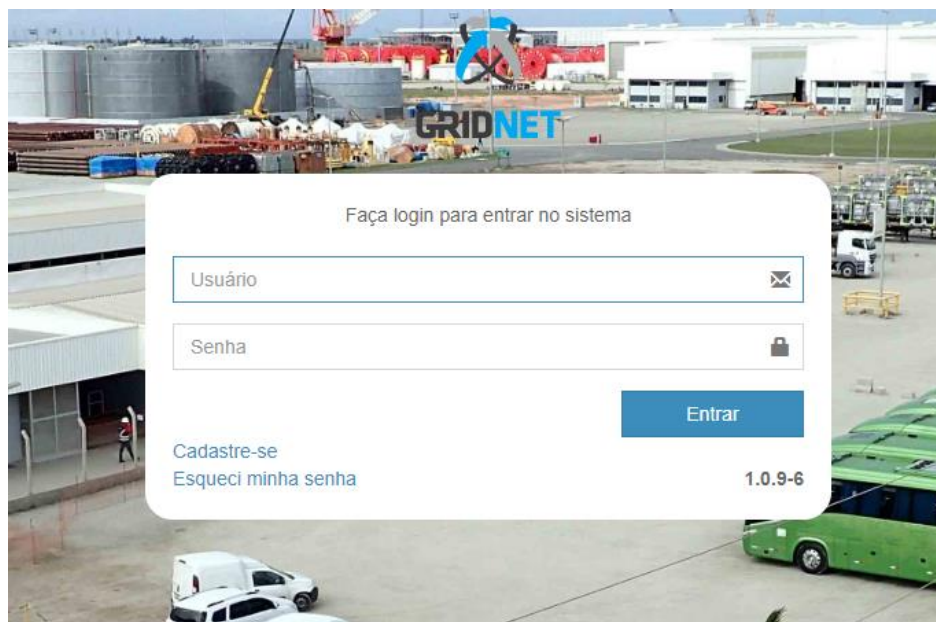 GRIDNET
Faça login para entrar no sistema
Usuário
Senha
Entrar
Cadastre-se
Esqueci minha senha
1.0.9-6